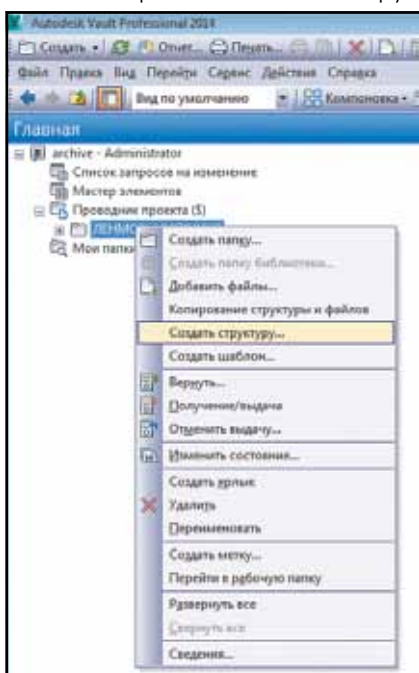 Autodesk Vault Professional 2014
Создать Отчет... Печать...
Файл Правка Вид Перейти Сервис Действия Справка
Вид по умолчанию Компоновка
Главная
archive - Administrator
Список запросов на изменение
Мастер элементов
Проводник проекта ($)
Мои папки
Создать папку...
Создать папку библиотеки...
Добавить файлы...
Копирование структуры и файлов
Создать структуру...
Создать шаблон...
Вернуть...
Получение/выдача
Отменить выдачу...
Изменить состояние...
Создать ярлык
Удалить
Переименовать
Создать метку...
Перейти в рабочую папку
Развернуть все
Свернуть все
Сведения...